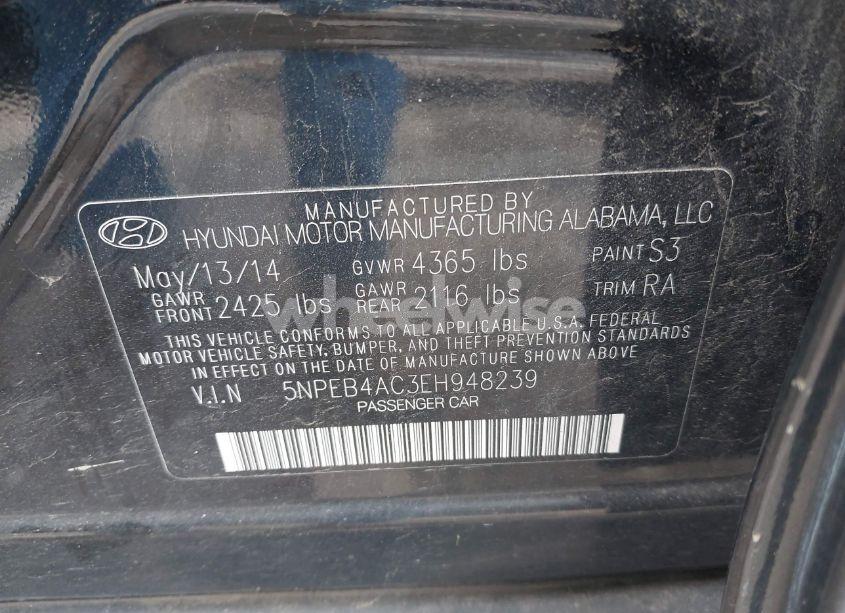 MANUFACTURED BY
HYUNDAI MOTOR MANUFACTURING ALABAMA, LLC
May/13/14 GVWR 4365 lbs PAINT S3
GAWR FRONT 2425 lbs GAWR REAR 2116 lbs TRIM RA
THIS VEHICLE CONFORMS TO ALL APPLICABLE U.S.A. FEDERAL
MOTOR VEHICLE SAFETY, BUMPER, AND THEFT PREVENTION STANDARDS
IN EFFECT ON THE DATE OF MANUFACTURE SHOWN ABOVE.
V.I.N 5NPEB4AC3EH948239
PASSENGER CAR
wheelwise